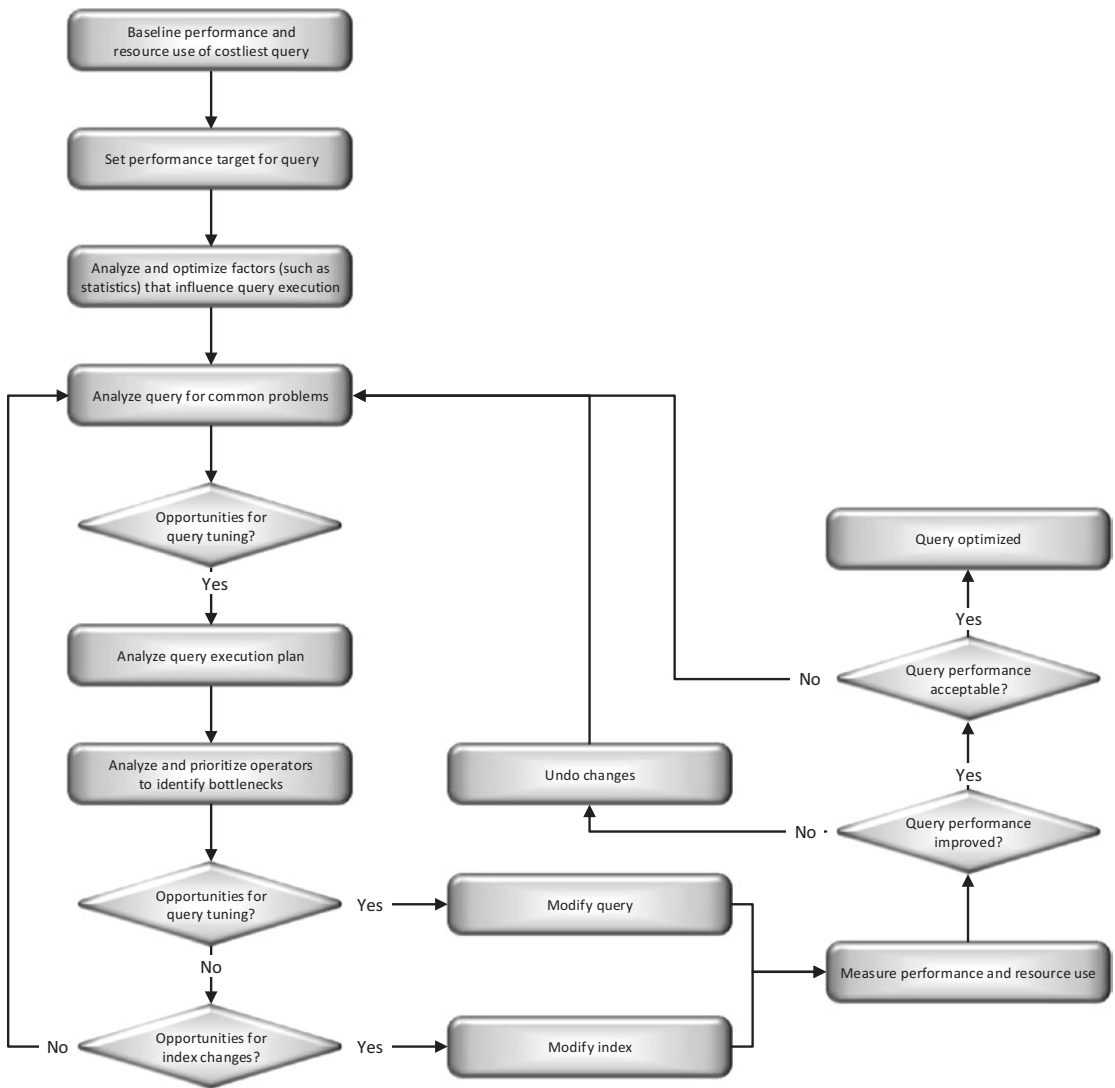 Baseline performance and
resource use of costliest query
Set performance target for query
Analyze and optimize factors (such as
statistics) that influence query execution
Analyze query for common problems
Opportunities for
query tuning?
Yes
Analyze query execution plan
Analyze and prioritize operators
to identify bottlenecks
Opportunities for
query tuning?
Yes
Modify query
No
Opportunities for
index changes?
No
Yes
Modify index
Measure performance and resource use
Query performance
improved?
No
Undo changes
Yes
Query performance
acceptable?
No
Yes
Query optimized